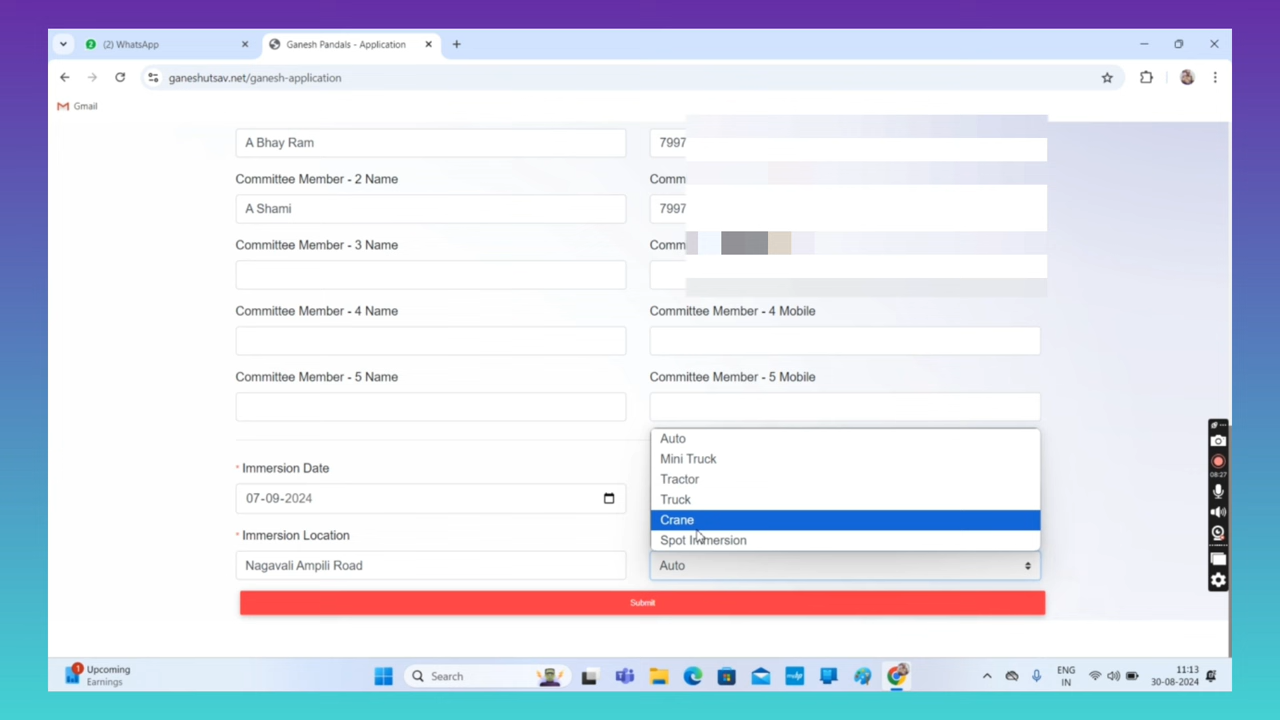 (2) WhatsApp
Ganesh Pandals - Application
ganeshutsav.net/ganesh-application
Gmail
A Bhay Ram
7997
Committee Member - 2 Name
Comm
A Shami
7997
Committee Member - 3 Name
Comm
Committee Member - 4 Name
Committee Member - 4 Mobile
Committee Member - 5 Name
Committee Member - 5 Mobile
Auto
Mini Truck
Tractor
Truck
Crane
Spot Immersion
* Immersion Date
07-09-2024
* Immersion Location
Nagavali Ampili Road
Auto
Submit
08:27
1
Upcoming
Earnings
Search
ENG
IN
11:13
30-08-2024